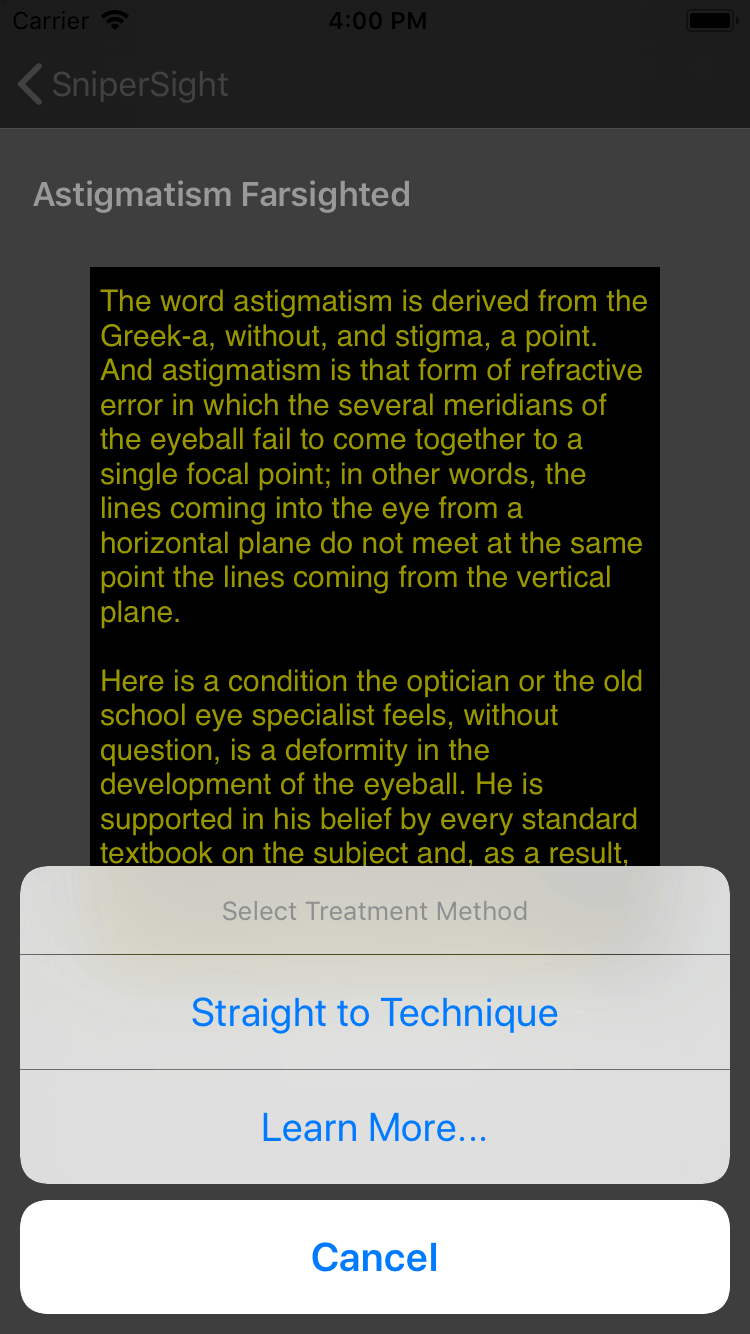 Carrier 4:00 PM
SniperSight
Astigmatism Farsighted
The word astigmatism is derived from the
Greek-a, without, and stigma, a point.
And astigmatism is that form of refractive
error in which the several meridians of
the eyeball fail to come together to a
single focal point; in other words, the
lines coming into the eye from a
horizontal plane do not meet at the same
point the lines coming from the vertical
plane.
Here is a condition the optician or the old
school eye specialist feels, without
question, is a deformity in the
development of the eyeball. He is
supported in his belief by every standard
textbook on the subject and, as a result,
Select Treatment Method
Straight to Technique
Learn More...
Cancel